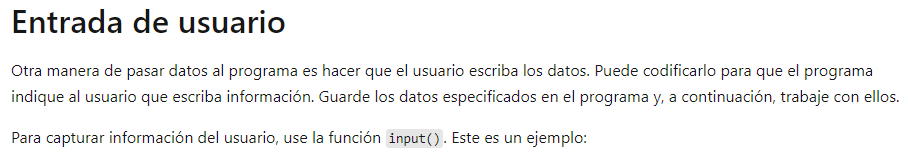 Entrada de usuario
Otra manera de pasar datos al programa es hacer que el usuario escriba los datos. Puede codificarlo para que el programa
indique al usuario que escriba información. Guarde los datos especificados en el programa y, a continuación, trabaje con ellos.
Para capturar información del usuario, use la función input(). Este es un ejemplo: